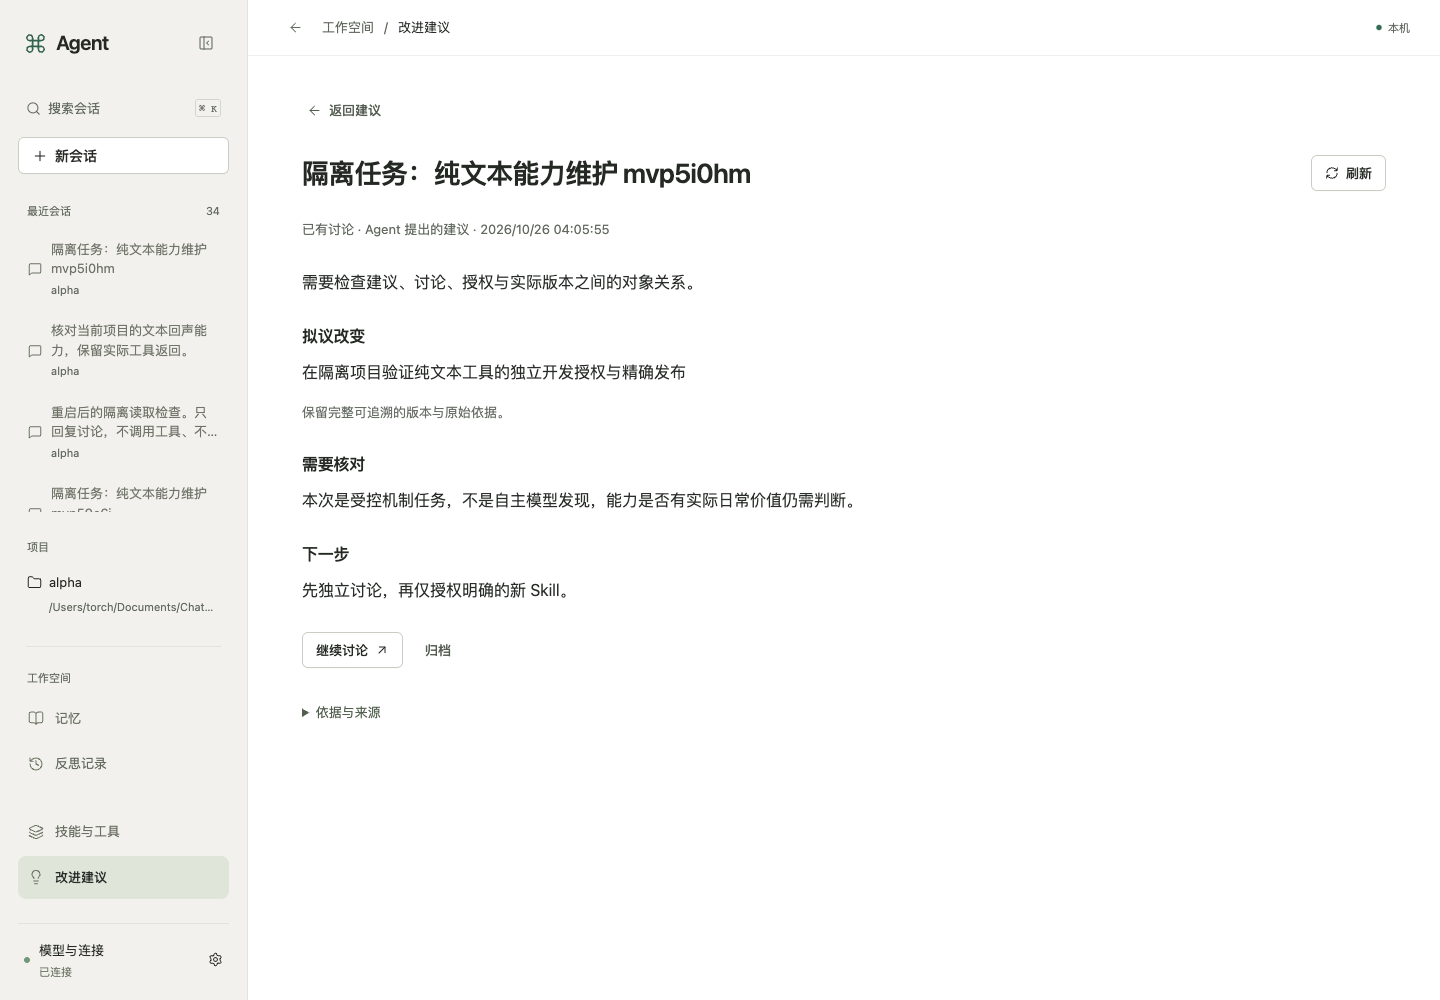 Agent
搜索会话
⌘ K
新会话
最近会话 34
隔离任务：纯文本能力维护
mvp5i0hm
alpha
核对当前项目的文本回声能
力，保留实际工具返回。
alpha
重启后的隔离读取检查。只
回复讨论，不调用工具、不...
alpha
隔离任务：纯文本能力维护
项目
alpha
/Users/torch/Documents/Chat...
工作空间
记忆
反思记录
技能与工具
改进建议
模型与连接
已连接
工作空间 / 改进建议
本机
返回建议
隔离任务：纯文本能力维护 mvp5i0hm
刷新
已有讨论 · Agent 提出的建议 · 2026/10/26 04:05:55
需要检查建议、讨论、授权与实际版本之间的对象关系。
拟议改变
在隔离项目验证纯文本工具的独立开发授权与精确发布
保留完整可追溯的版本与原始依据。
需要核对
本次是受控机制任务，不是自主模型发现，能力是否有实际日常价值仍需判断。
下一步
先独立讨论，再仅授权明确的新 Skill。
继续讨论
归档
依据与来源